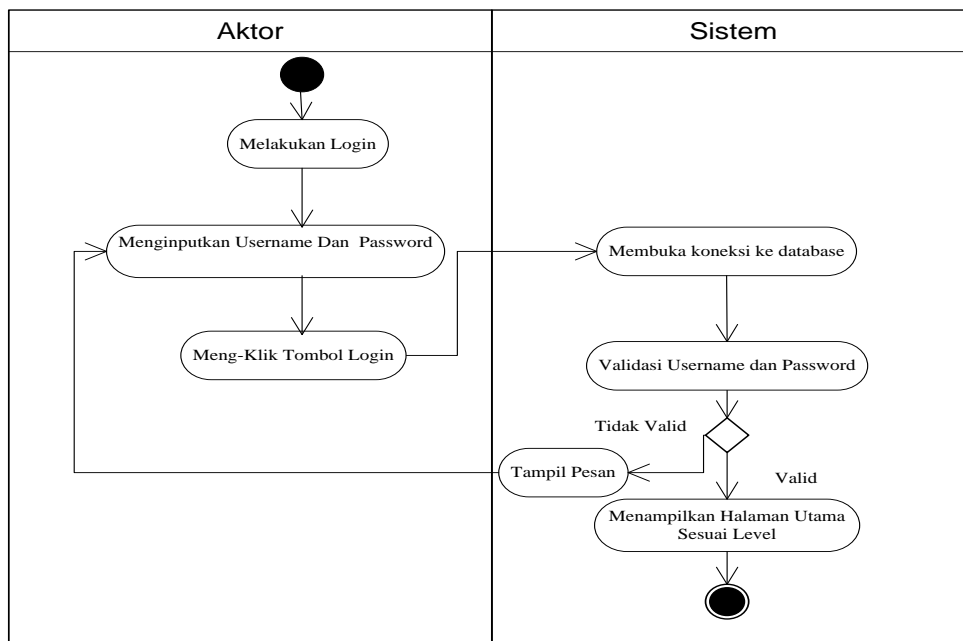 Aktor
Sistem
Melakukan Login
Menginputkan Username Dan Password
Meng-Klik Tombol Login
Membuka koneksi ke database
Validasi Username dan Password
Tidak Valid
Tampil Pesan
Valid
Menampilkan Halaman Utama
Sesuai Level